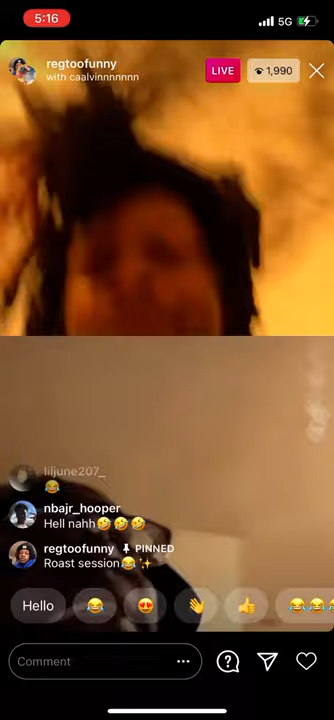 5:16
5G
regtoofunny
with caalvinnnnnnn
LIVE
1,990
liljune207_
😂
nbajr_hooper
Hell nahh🤣🤣🤣
regtoofunny PINNED
Roast session😂✨
Hello 😂 😍 👋 👍 😂😂😂
Comment